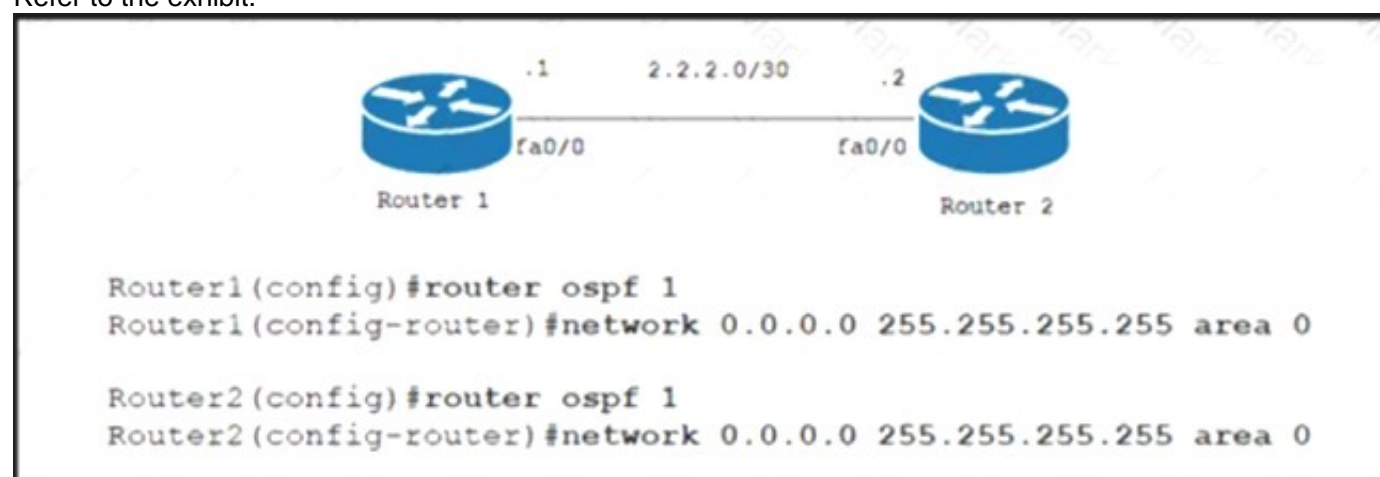 Refer to the exhibit.
.1 2.2.2.0/30 .2
fa0/0 fa0/0
Router 1 Router 2
Router1(config)#router ospf 1
Router1(config-router)#network 0.0.0.0 255.255.255.255 area 0
Router2(config)#router ospf 1
Router2(config-router)#network 0.0.0.0 255.255.255.255 area 0